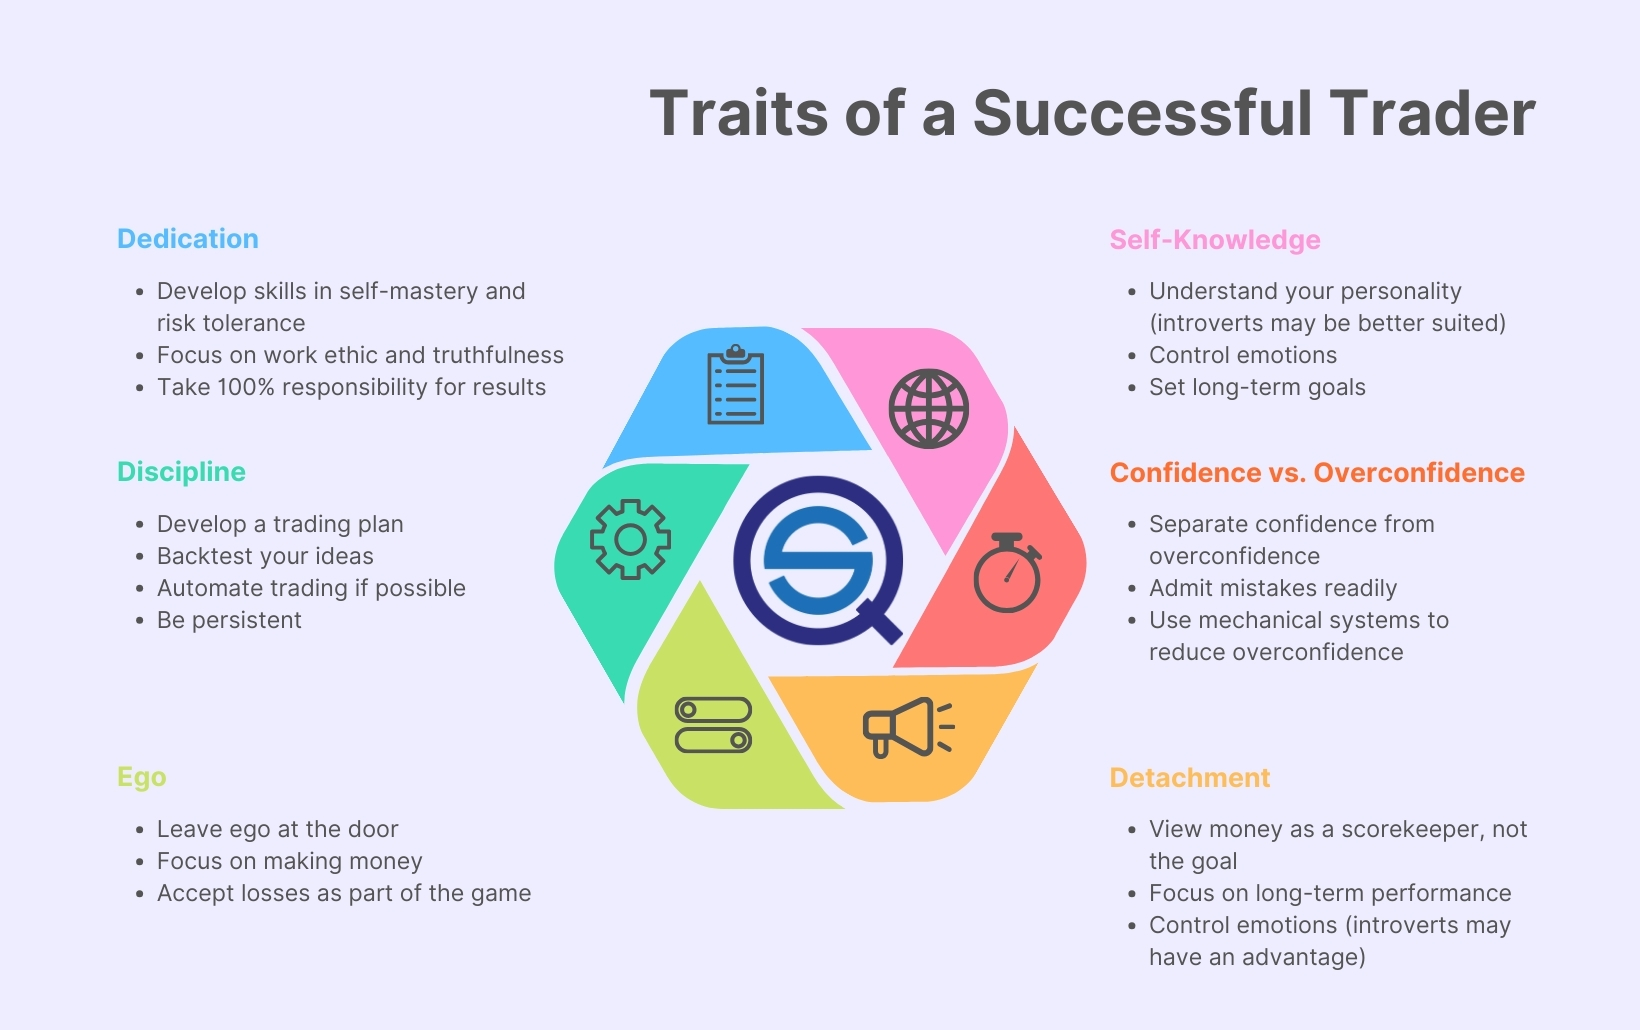 Traits of a Successful Trader
Dedication
• Develop skills in self-mastery and
risk tolerance
• Focus on work ethic and truthfulness
• Take 100% responsibility for results
Discipline
• Develop a trading plan
• Backtest your ideas
• Automate trading if possible
• Be persistent
Ego
• Leave ego at the door
• Focus on making money
• Accept losses as part of the game
Self-Knowledge
• Understand your personality
(introverts may be better suited)
• Control emotions
• Set long-term goals
Confidence vs. Overconfidence
• Separate confidence from
overconfidence
• Admit mistakes readily
• Use mechanical systems to
reduce overconfidence
Detachment
• View money as a scorekeeper, not
the goal
• Focus on long-term performance
• Control emotions (introverts may
have an advantage)